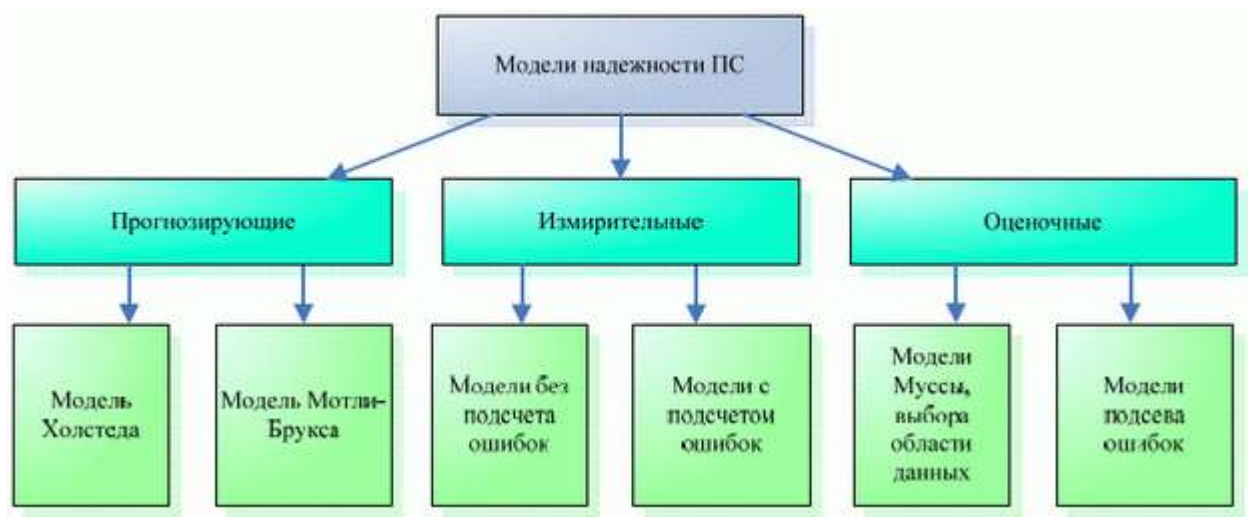 Модели надежности ПС
Прогнозирующие
Измирительные
Оценочные
Модель
Холстеда
Модель Мотли–
Брукса
Модели без
подсчета
ошибок
Модели с
подсчетом
ошибок
Модели
Муссы,
выбора
области
данных
Модели
подсева
ошибок